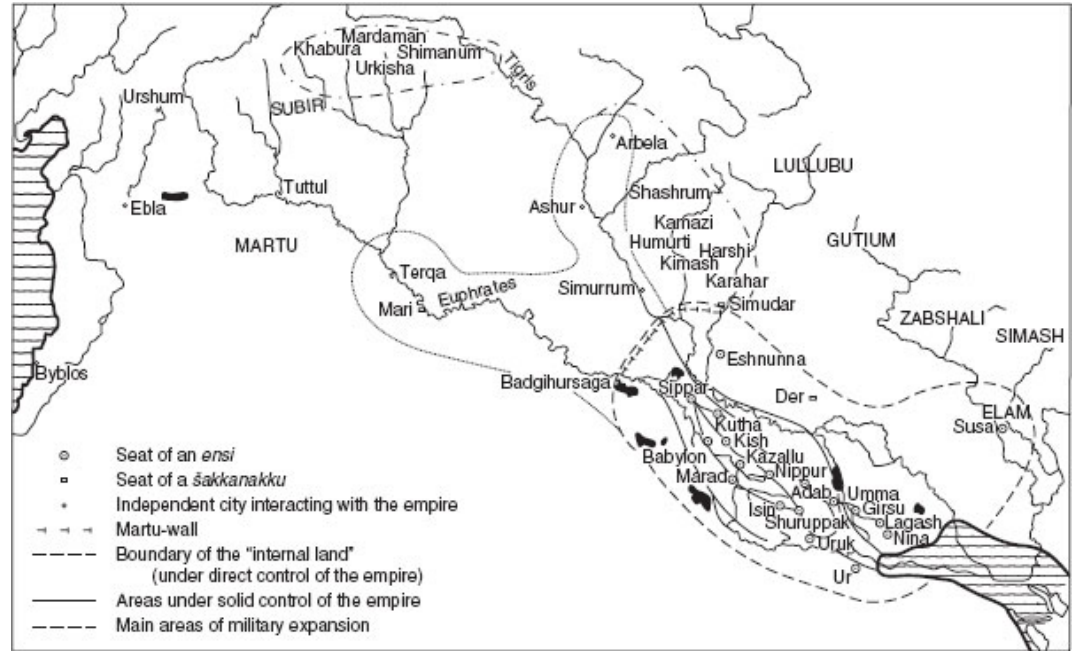 Mardaman
Khabura
Shimanum
Urkisha
Tigris
Urshum
SUBIR
Arbela
LULLUBU
Tuttul
Shashrum
Ebla
Ashur
Kamazi
MARTU
Humurti
Harshi
GUTIUM
Kimash
Terqa
Karahar
Euphrates
Simurrum
Mari
Simudar
ZABSHALI
SIMASH
Byblos
Eshnunna
Badgihursaga
Sippar
Der
ELAM
Susa
Kutha
Kish
Babylon
Kazallu
Marad
Nippur
Adab
Umma
Isin
Girsu
Shuruppak
Lagash
Uruk
Nina
Ur
Seat of an ensi
Seat of a šakkanakku
Independent city interacting with the empire
Martu-wall
Boundary of the “internal land”
(under direct control of the empire)
Areas under solid control of the empire
Main areas of military expansion